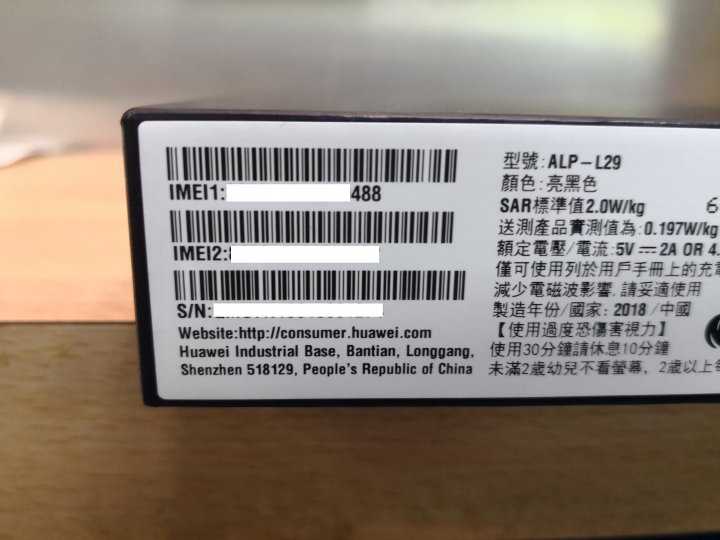 IMEI1: 488
IMEI2:
S/N:
Website:http://consumer.huawei.com
Huawei Industrial Base, Bantian, Longgang,
Shenzhen 518129, People's Republic of China
型號:ALP-L29
顏色:亮黑色
SAR標準值2.0W/kg
送測產品實測值為:0.197W/kg
額定電壓/電流:5V⎓2A OR 4.
僅可使用列於用戶手冊上的充電
減少電磁波影響,請妥適使用
製造年份/國家: 2018/中國
【使用過度恐傷害視力】
使用30分鐘請休息10分鐘
未滿2歲幼兒不看螢幕、2歲以上每
6